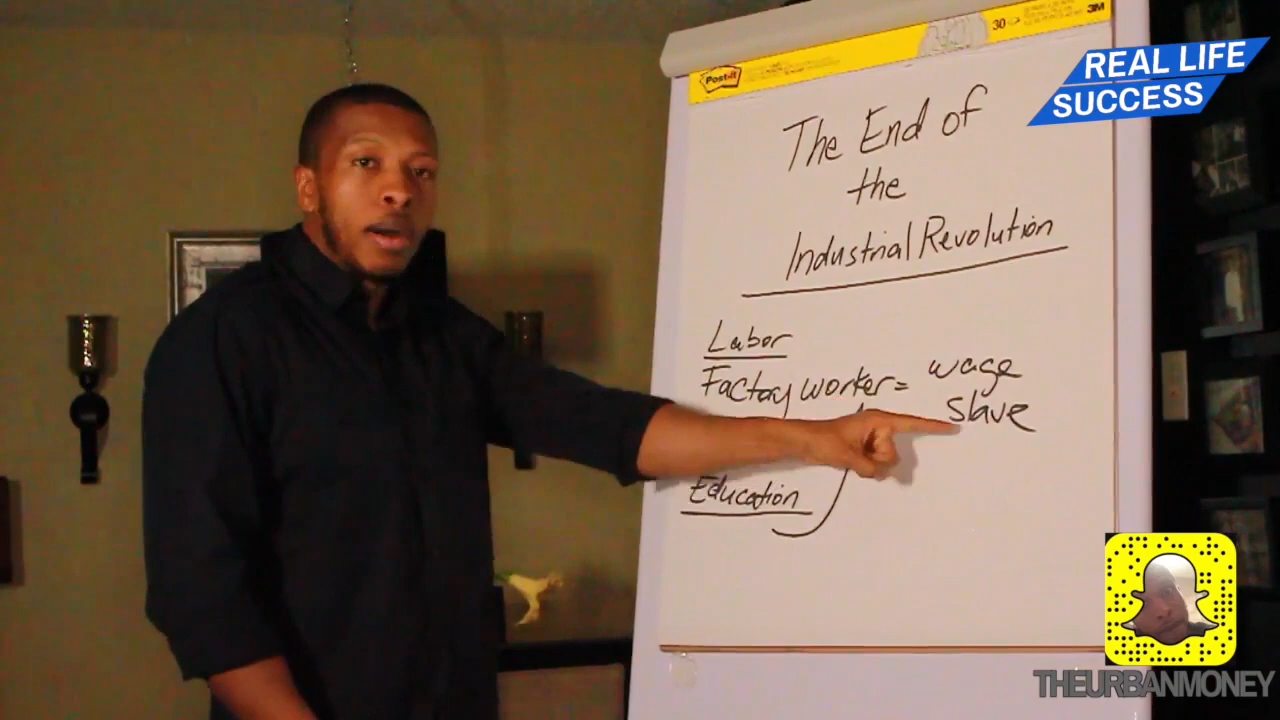 Post-it
30
3M
REAL LIFE
SUCCESS
The End of
the
Industrial Revolution
Labor
Factory worker = wage
slave
Education
THEURBANMONEY